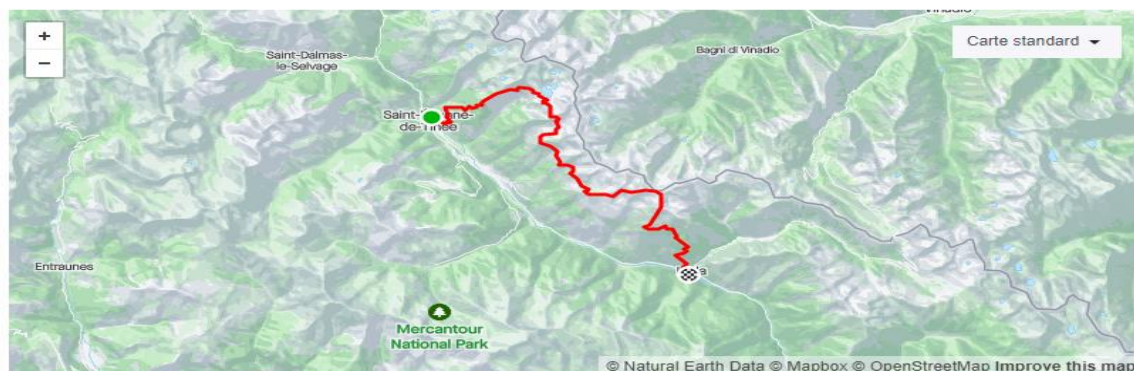 Vinadio
+
−
Carte standard
Saint-Dalmas-
le-Selvage
Bagni di Vinadio
de-Tinée
Entraunes
Mercantour
National Park
© Natural Earth Data © Mapbox © OpenStreetMap Improve this map